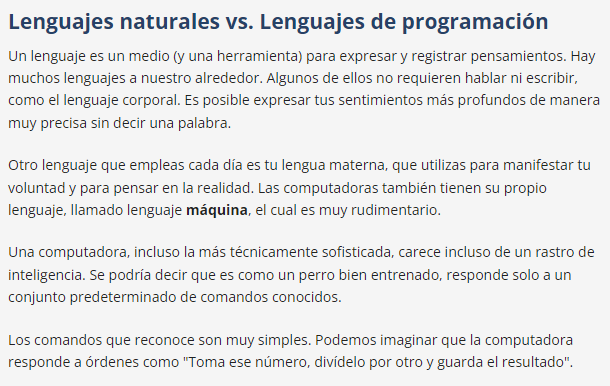 Lenguajes naturales vs. Lenguajes de programación
Un lenguaje es un medio (y una herramienta) para expresar y registrar pensamientos. Hay
muchos lenguajes a nuestro alrededor. Algunos de ellos no requieren hablar ni escribir,
como el lenguaje corporal. Es posible expresar tus sentimientos más profundos de manera
muy precisa sin decir una palabra.
Otro lenguaje que empleas cada día es tu lengua materna, que utilizas para manifestar tu
voluntad y para pensar en la realidad. Las computadoras también tienen su propio
lenguaje, llamado lenguaje máquina, el cual es muy rudimentario.
Una computadora, incluso la más técnicamente sofisticada, carece incluso de un rastro de
inteligencia. Se podría decir que es como un perro bien entrenado, responde solo a un
conjunto predeterminado de comandos conocidos.
Los comandos que reconoce son muy simples. Podemos imaginar que la computadora
responde a órdenes como "Toma ese número, divídelo por otro y guarda el resultado".